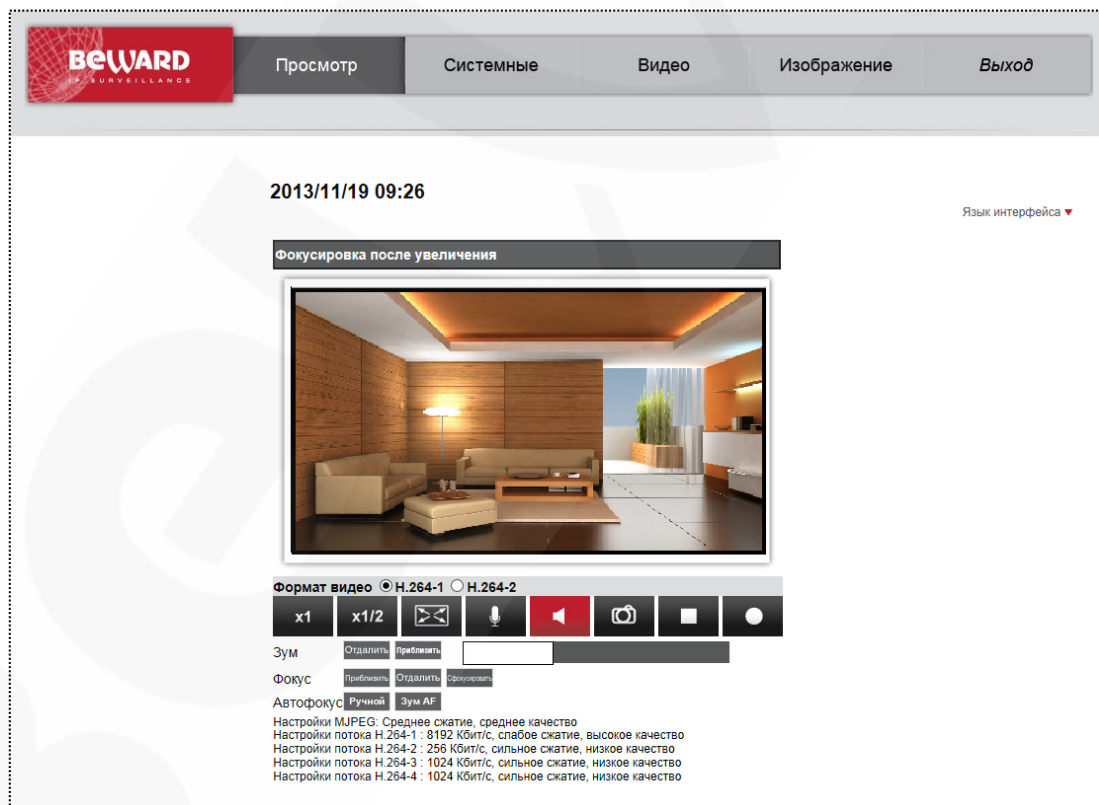 BEWARD
IP SURVEILLANCE
Просмотр Системные Видео Изображение Выход
2013/11/19 09:26
Язык интерфейса
Фокусировка после увеличения
Формат видео H.264-1 H.264-2
x1 x1/2
Зум Отдалить Приблизить
Фокус Приблизить Отдалить Сфокусировать
Автофокус Ручной Зум AF
Настройки MJPEG: Среднее сжатие, среднее качество
Настройки потока H.264-1 : 8192 Кбит/с, слабое сжатие, высокое качество
Настройки потока H.264-2 : 256 Кбит/с, сильное сжатие, низкое качество
Настройки потока H.264-3 : 1024 Кбит/с, сильное сжатие, низкое качество
Настройки потока H.264-4 : 1024 Кбит/с, сильное сжатие, низкое качество